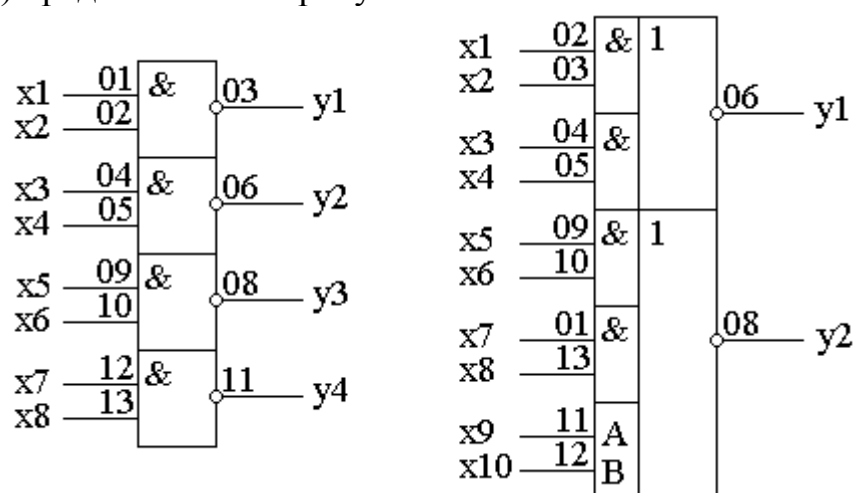 x1 01 & 03 y1
x2 02
x3 04 & 06 y2
x4 05
x5 09 & 08 y3
x6 10
x7 12 & 11 y4
x8 13
x1 02 & 1 06 y1
x2 03
x3 04 &
x4 05
x5 09 & 1 08 y2
x6 10
x7 01 &
x8 13
x9 11 A
x10 12 B